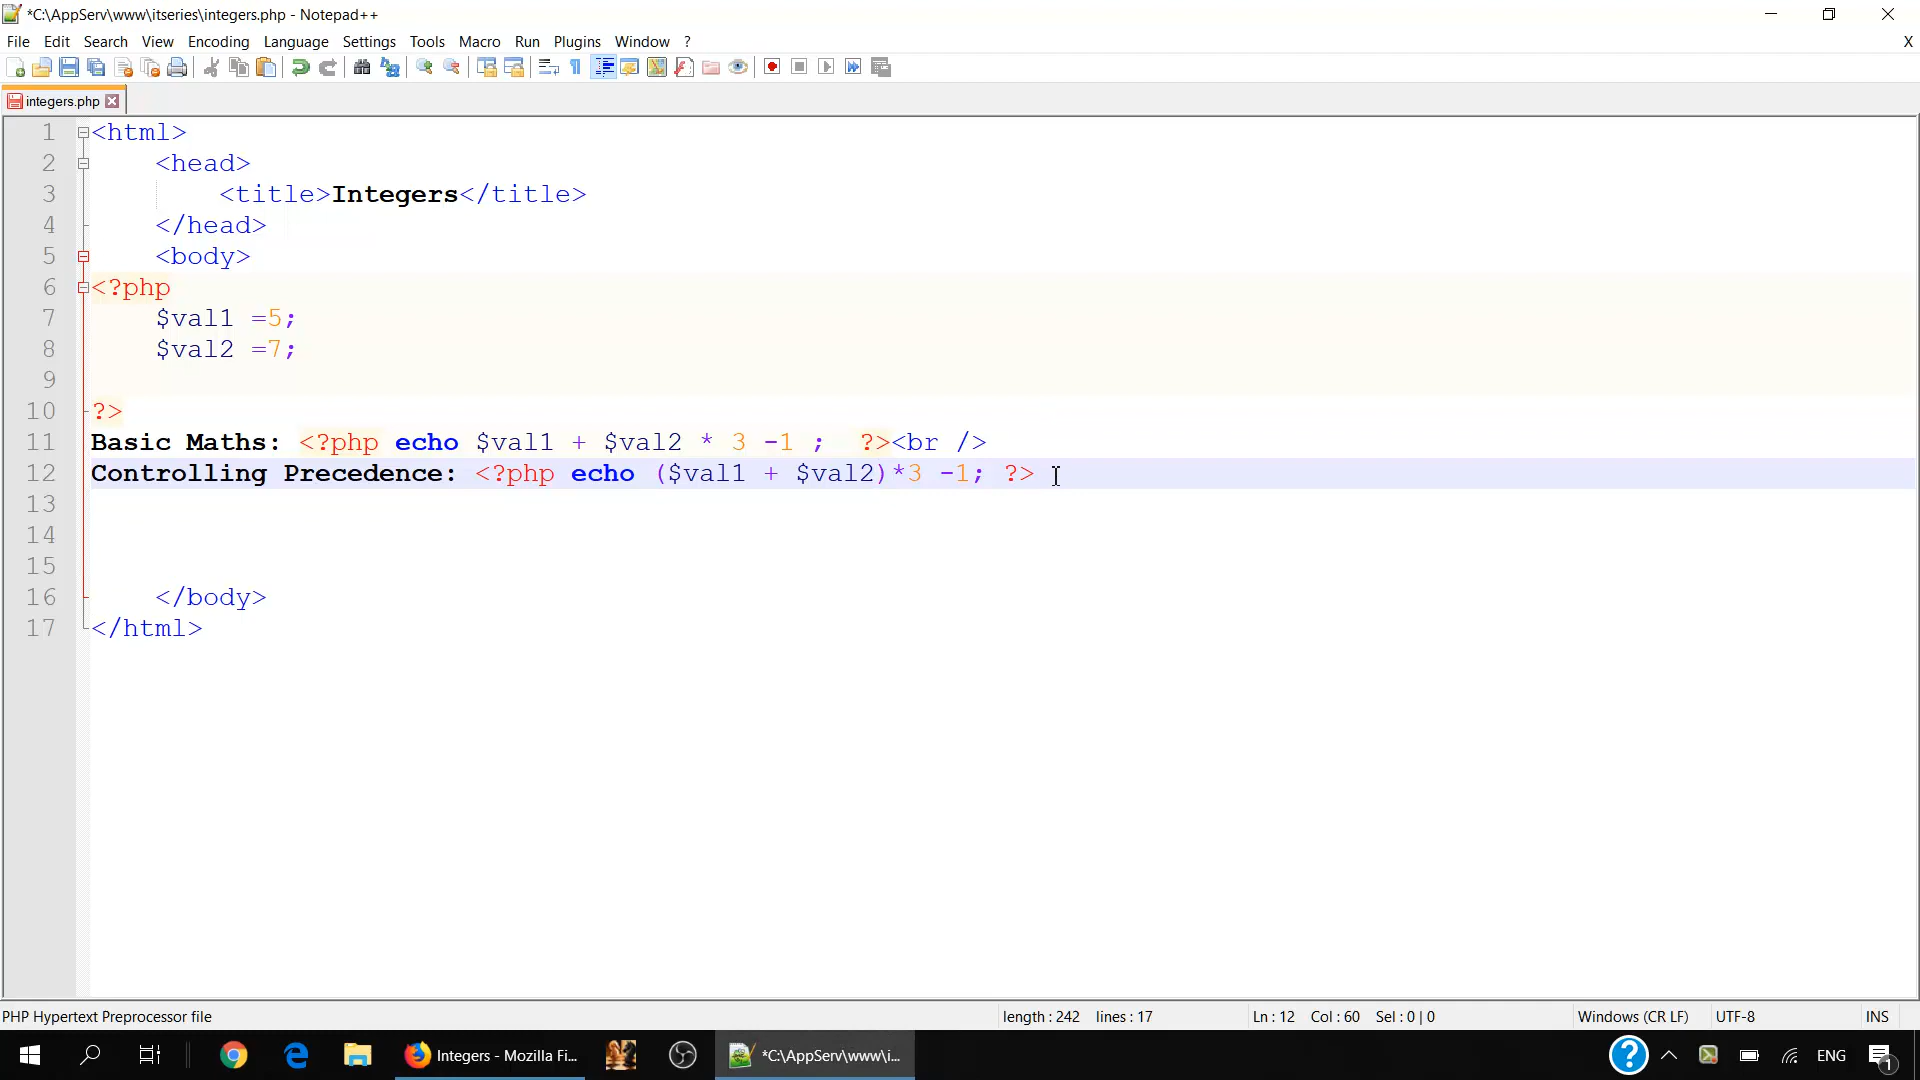 *C:\AppServ\www\itseries\integers.php - Notepad++
File Edit Search View Encoding Language Settings Tools Macro Run Plugins Window ? X
integers.php
1 <html>
2 <head>
3 <title>Integers</title>
4 </head>
5 <body>
6 <?php
7 $val1 =5;
8 $val2 =7;
9
10 ?>
11 Basic Maths: <?php echo $val1 + $val2 * 3 -1 ;  ?><br />
12 Controlling Precedence: <?php echo ($val1 + $val2)*3 -1; ?>
13
14
15
16 </body>
17 </html>
PHP Hypertext Preprocessor file length : 242 lines : 17 Ln : 12 Col : 60 Sel : 0 | 0 Windows (CR LF) UTF-8 INS
Integers - Mozilla Fi... *C:\AppServ\www\i... ? ENG 1